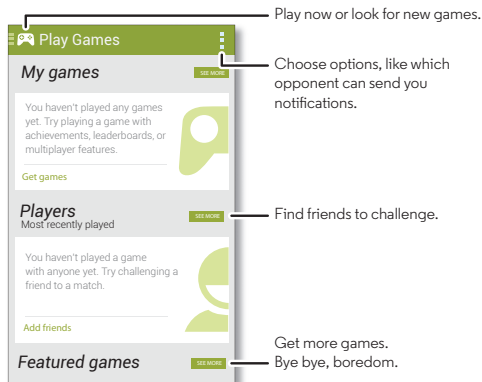 Play now or look for new games.
Play Games
Choose options, like which
opponent can send you
notifications.
My games
SEE MORE
You haven't played any games
yet. Try playing a game with
achievements, leaderboards, or
multiplayer features.
Get games
Players
Most recently played
SEE MORE
Find friends to challenge.
You haven't played a game
with anyone yet. Try challenging a
friend to a match.
Add friends
Get more games.
Bye bye, boredom.
Featured games
SEE MORE